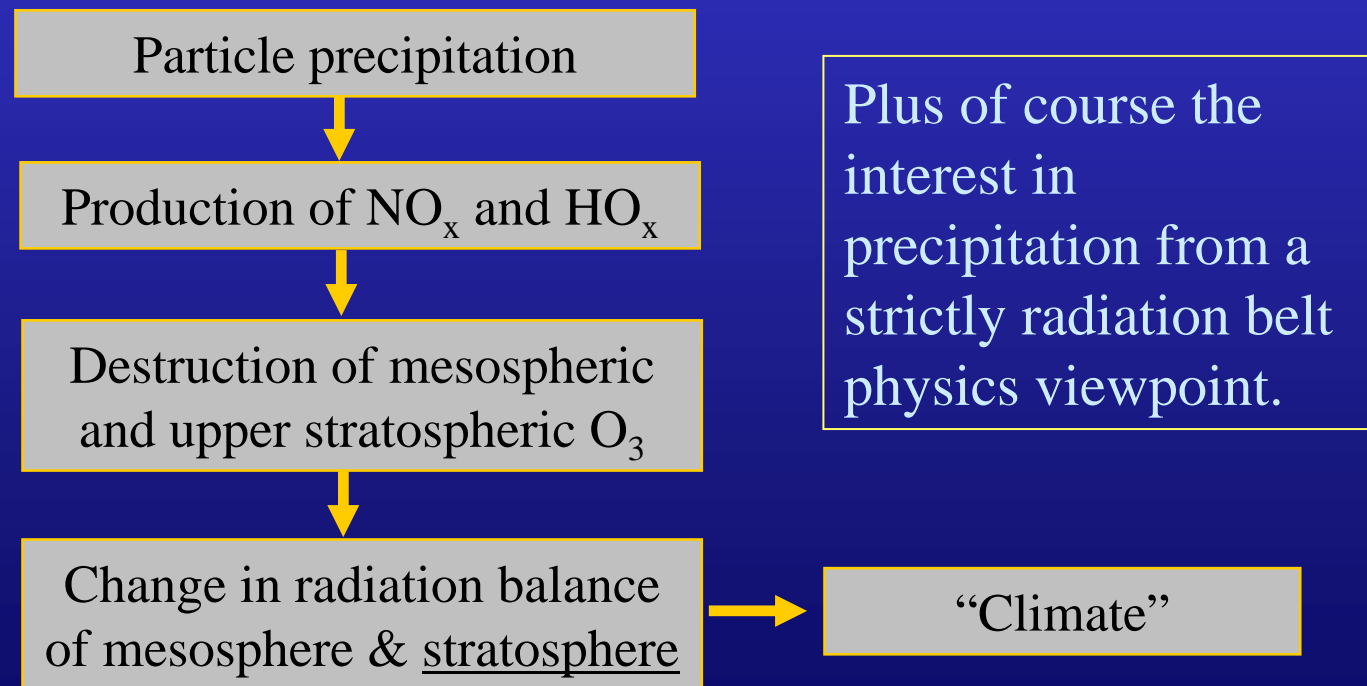 Particle precipitation
Production of NOx and HOx
Destruction of mesospheric
and upper stratospheric O3
Change in radiation balance
of mesosphere & stratosphere
“Climate”
Plus of course the
interest in
precipitation from a
strictly radiation belt
physics viewpoint.